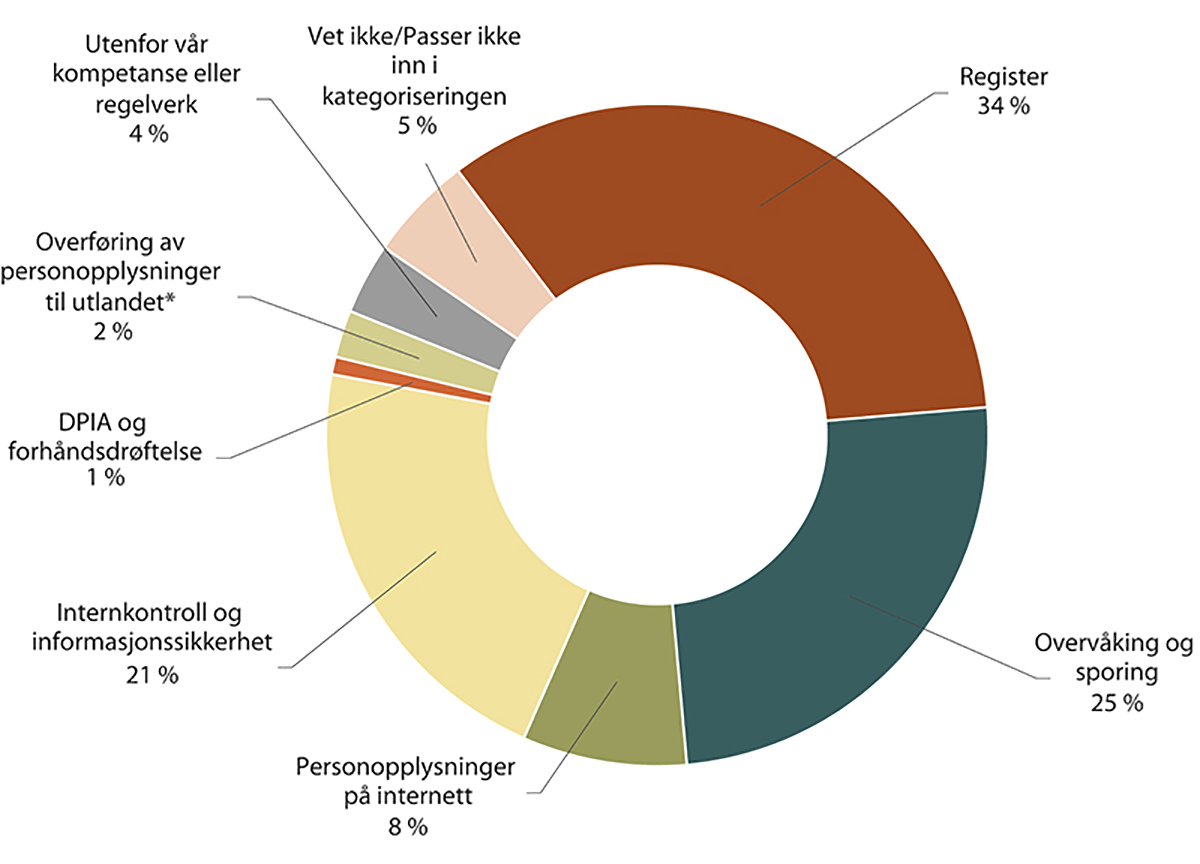 Utenfor vår
kompetanse eller
regelverk
4 %
Vet ikke/Passer ikke
inn i
kategoriseringen
5 %
Register
34 %
Overføring av
personopplysninger
til utlandet*
2 %
DPIA og
forhåndsdrøftelse
1 %
Internkontroll og
informasjonssikkerhet
21 %
Overvåking og
sporing
25 %
Personopplysninger
på internett
8 %